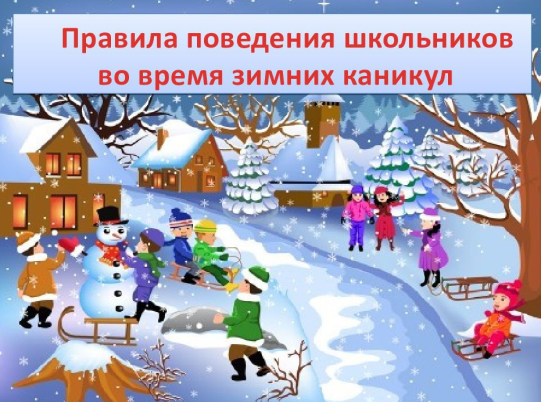 Правила поведения школьников
во время зимних каникул